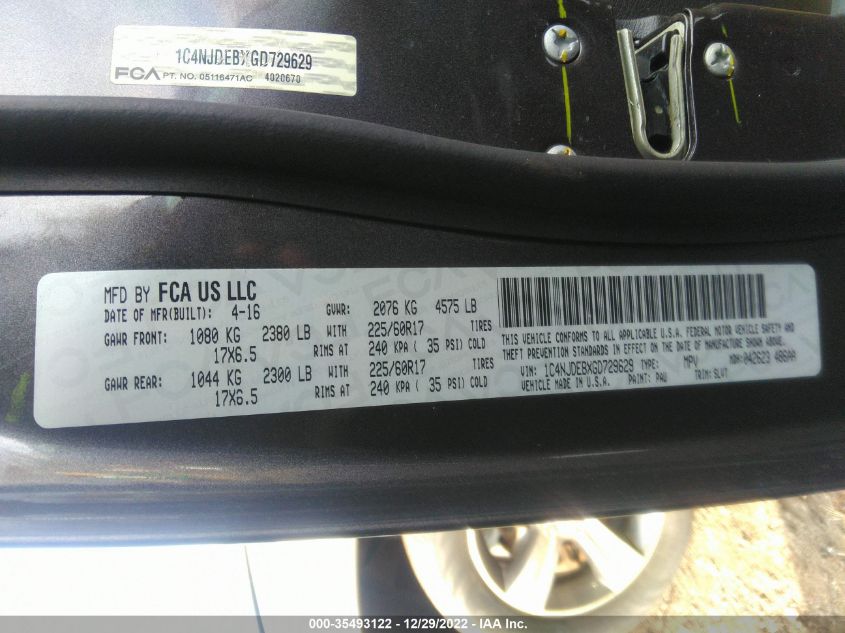 1C4NJDEBXGD729629
FCA PT. NO. 05116471AC 4020670
MFD BY FCA US LLC
DATE OF MFR(BUILT): 4-16 GVWR: 2076 KG 4575 LB
GAWR FRONT: 1080 KG 2380 LB WITH 225/60R17 TIRES
17X6.5 RIMS AT 240 KPA ( 35 PSI) COLD
GAWR REAR: 1044 KG 2300 LB WITH 225/60R17 TIRES
17X6.5 RIMS AT 240 KPA ( 35 PSI) COLD
THIS VEHICLE CONFORMS TO ALL APPLICABLE U.S.A. FEDERAL MOTOR VEHICLE SAFETY AND
THEFT PREVENTION STANDARDS IN EFFECT ON THE DATE OF MANUFACTURE SHOWN ABOVE.
VIN: 1C4NJDEBXGD729629 TYPE: MPV MDH: 042623 486AA
VEHICLE MADE IN U.S.A. PAINT: PAU TRIM: SLVT
000-35493122 - 12/29/2022 - IAA Inc.